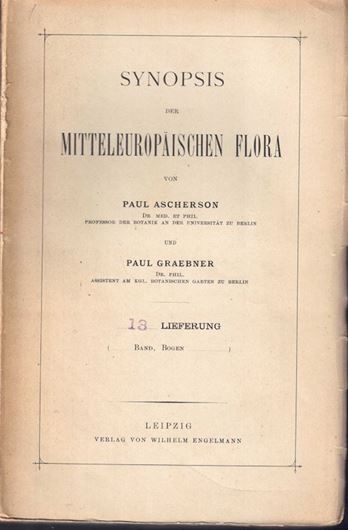 SYNOPSIS
DER
MITTELEUROPÄISCHEN FLORA
VON
PAUL ASCHERSON
DR. MED. ET PHIL.
PROFESSOR DER BOTANIK AN DER UNIVERSITÄT ZU BERLIN
UND
PAUL GRAEBNER
DR. PHIL.
ASSISTENT AM KGL. BOTANISCHEN GARTEN ZU BERLIN
13 LIEFERUNG
( BAND, BOGEN )
LEIPZIG
VERLAG VON WILHELM ENGELMANN